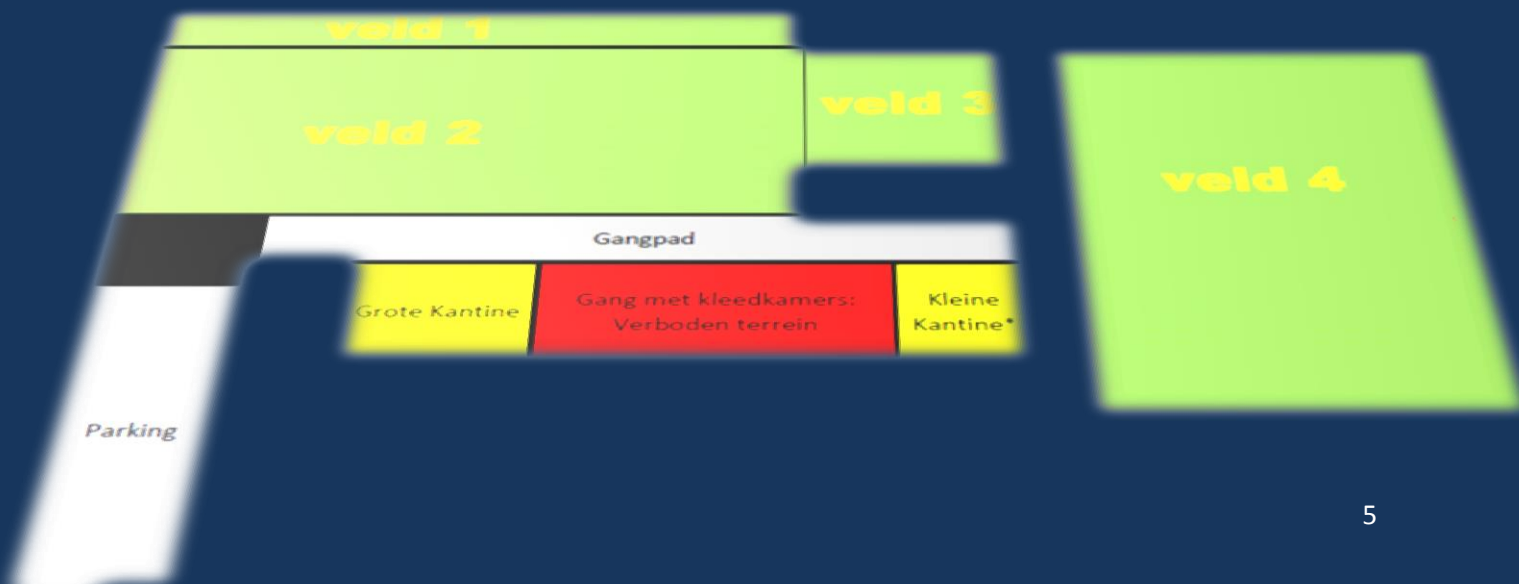 veld 1
veld 2
veld 3
veld 4
Gangpad
Grote Kantine
Gang met kleedkamers:
Verboden terrein
Kleine
Kantine*
Parking
5